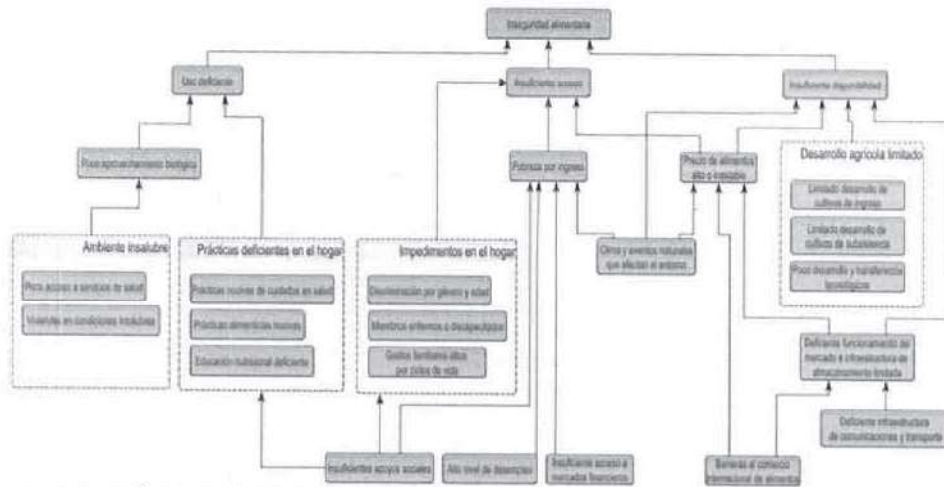 Inseguridad alimentaria
Uso deficiente
Insuficiente acceso
Insuficiente disponibilidad
Poco aprovechamiento biológico
Pobreza por ingreso
Precio de alimentos
alto o inestable
Desarrollo agrícola limitado
Limitado desarrollo de
cultivos de ingreso
Limitado desarrollo de
cultivos de subsistencia
Poco desarrollo y transferencia
tecnológicos
Ambiente insalubre
Poco acceso a servicios de salud
Viviendas en condiciones insalubres
Prácticas deficientes en el hogar
Prácticas nocivas de cuidados en salud
Prácticas alimenticias nocivas
Educación nutricional deficiente
Impedimentos en el hogar
Discriminación por género y edad
Miembros enfermos o discapacitados
Gastos familiares altos
por ciclos de vida
Clima y eventos naturales
que afectan el entorno
Deficiente funcionamiento del
mercado e infraestructura de
almacenamiento limitada
Deficiente infraestructura
de comunicaciones y transporte
Insuficientes apoyos sociales
Alto nivel de desempleo
Insuficiente acceso a
mercados financieros
Barreras al comercio
internacional de alimentos